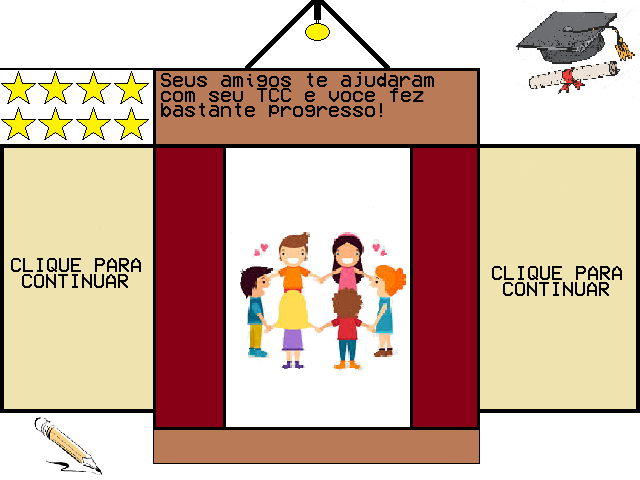 Seus amigos te ajudaram
com seu TCC e voce fez
bastante progresso!
CLIQUE PARA
CONTINUAR
CLIQUE PARA
CONTINUAR